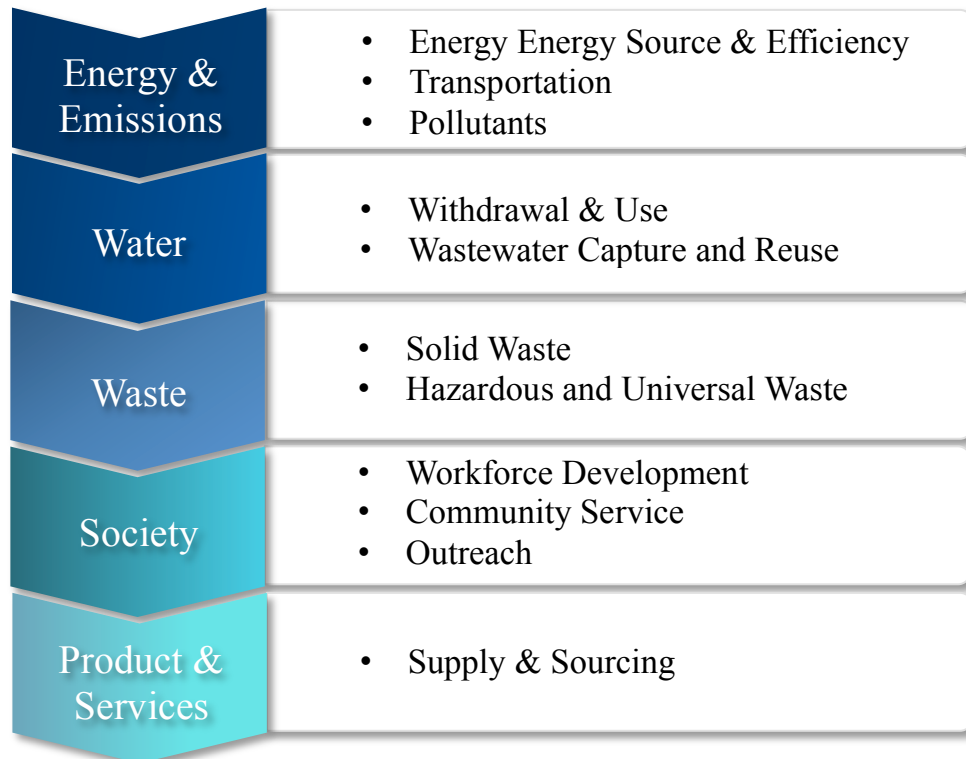 Energy &
Emissions
• Energy Energy Source & Efficiency
• Transportation
• Pollutants
Water
• Withdrawal & Use
• Wastewater Capture and Reuse
Waste
• Solid Waste
• Hazardous and Universal Waste
Society
• Workforce Development
• Community Service
• Outreach
Product &
Services
• Supply & Sourcing